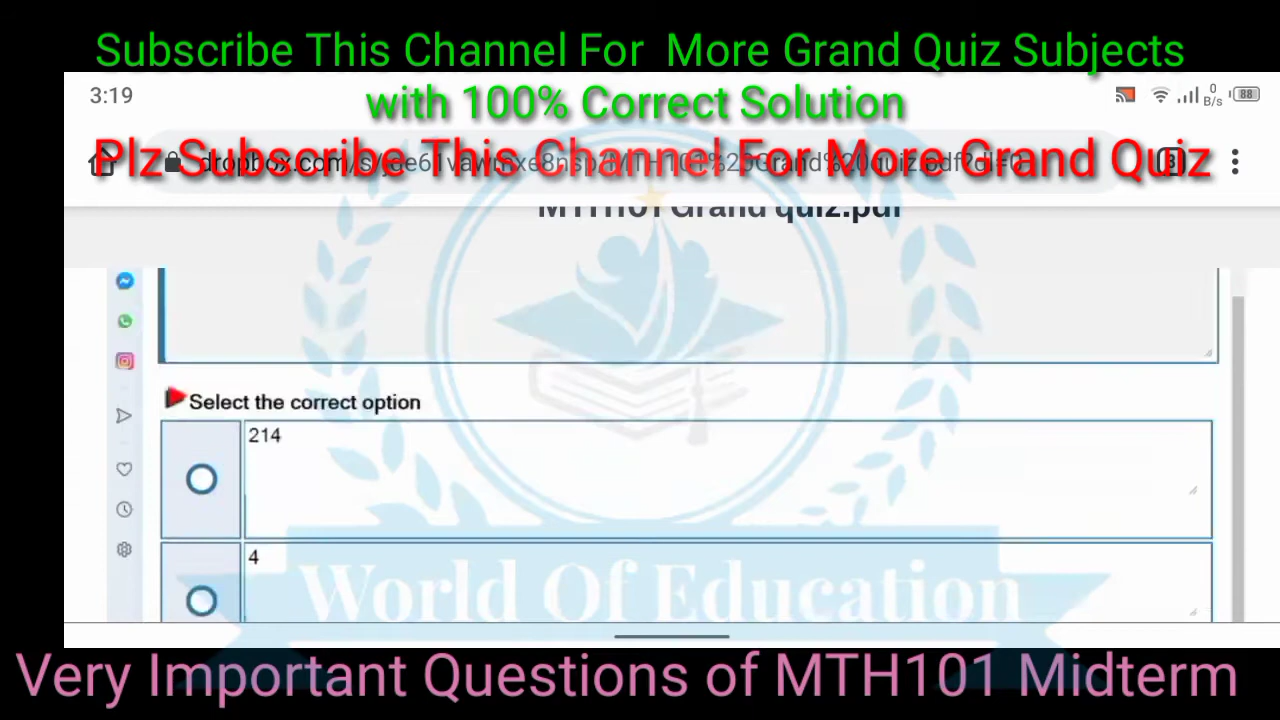 Subscribe This Channel For More Grand Quiz Subjects
3:19
with 100% Correct Solution
0
B/s
88
Plz Subscribe This Channel For More Grand Quiz
MTH101 Grand quiz.pdf
Select the correct option
214
4
World Of Education
Very Important Questions of MTH101 Midterm